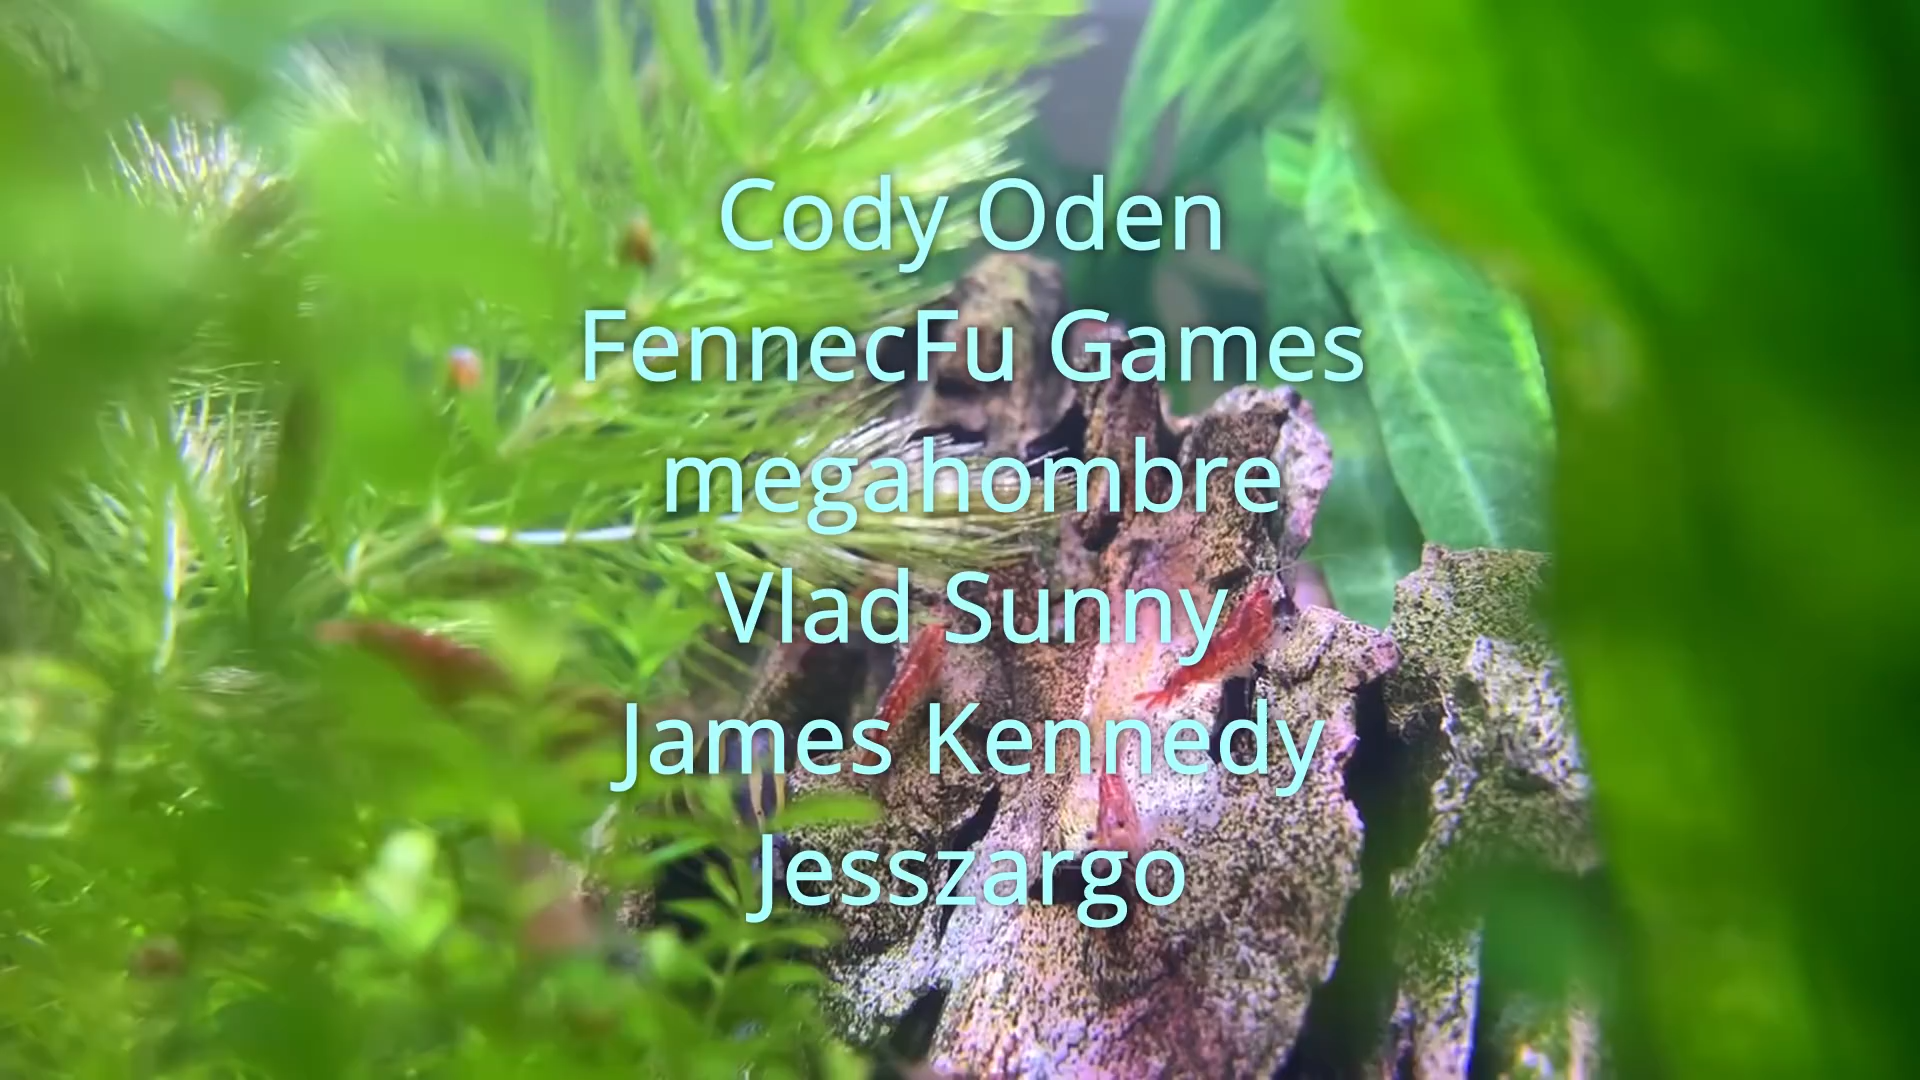 Cody Oden
FennecFu Games
megahombre
Vlad Sunny
James Kennedy
Jesszargo